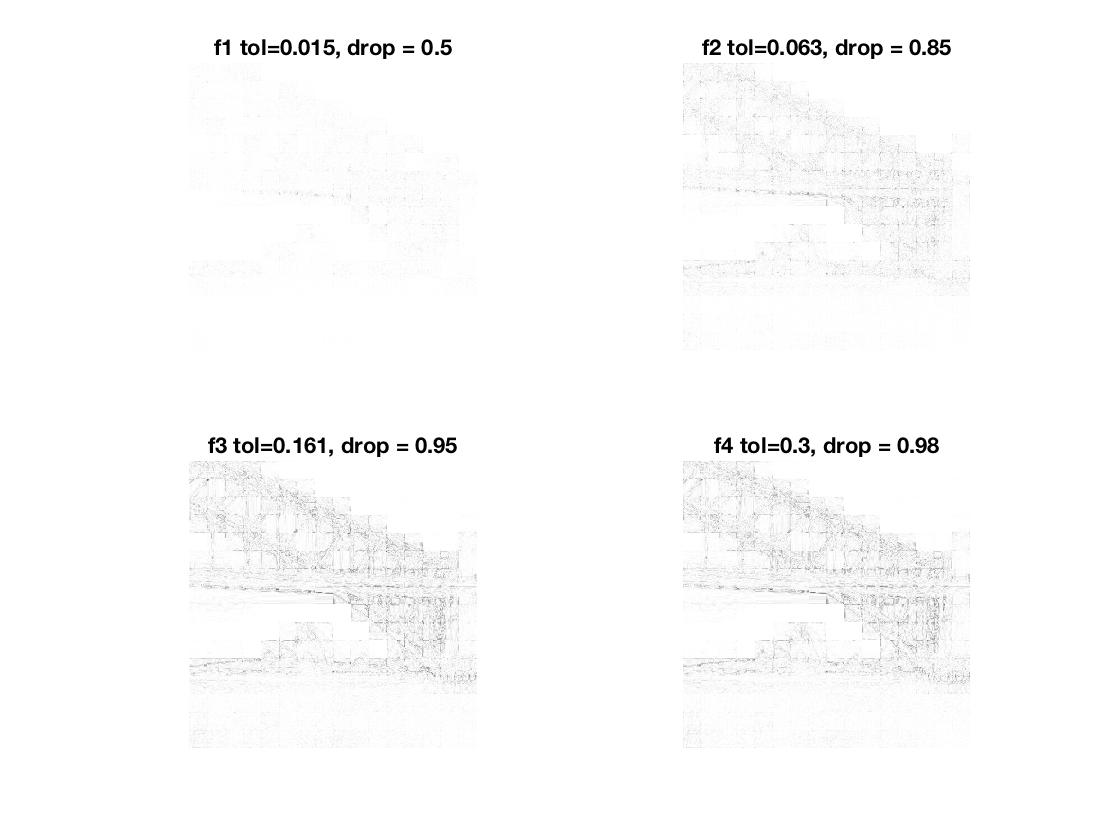 f1 tol=0.015, drop = 0.5
f2 tol=0.063, drop = 0.85
f3 tol=0.161, drop = 0.95
f4 tol=0.3, drop = 0.98